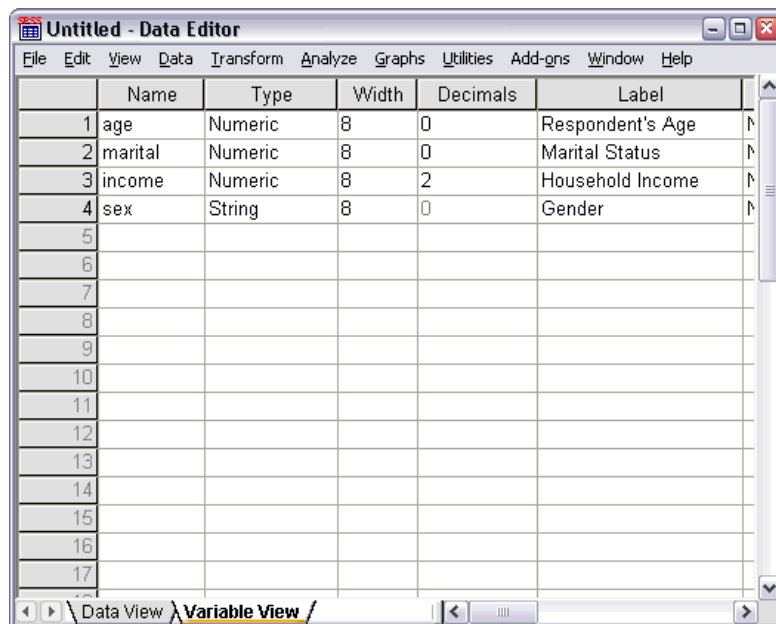 Untitled - Data Editor
File Edit View Data Transform Analyze Graphs Utilities Add-ons Window Help
Name Type Width Decimals Label
1 age Numeric 8 0 Respondent's Age
2 marital Numeric 8 0 Marital Status
3 income Numeric 8 2 Household Income
4 sex String 8 0 Gender
5
6
7
8
9
10
11
12
13
14
15
16
17
Data View Variable View